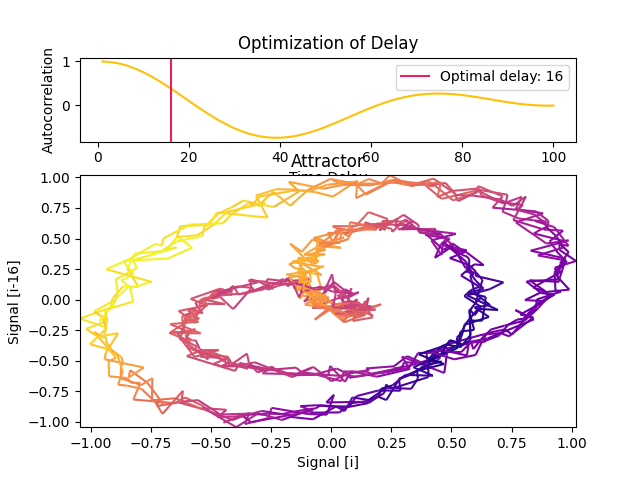 Optimization of Delay
Autocorrelation
1
0
Optimal delay: 16
0 20 40 60 80 100
Time Delay
Attractor
Signal [i-16]
1.00
0.75
0.50
0.25
0.00
−0.25
−0.50
−0.75
−1.00
−1.00 −0.75 −0.50 −0.25 0.00 0.25 0.50 0.75 1.00
Signal [i]